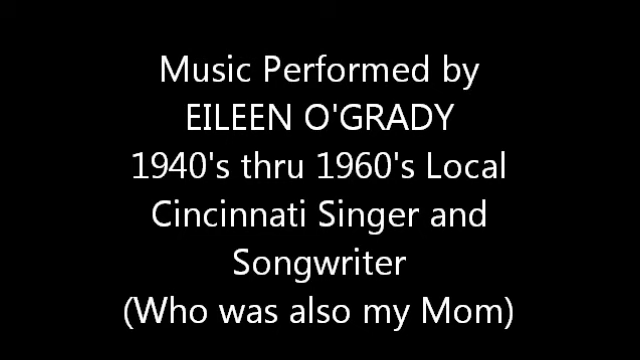 Music Performed by
EILEEN O'GRADY
1940's thru 1960's Local
Cincinnati Singer and
Songwriter
(Who was also my Mom)